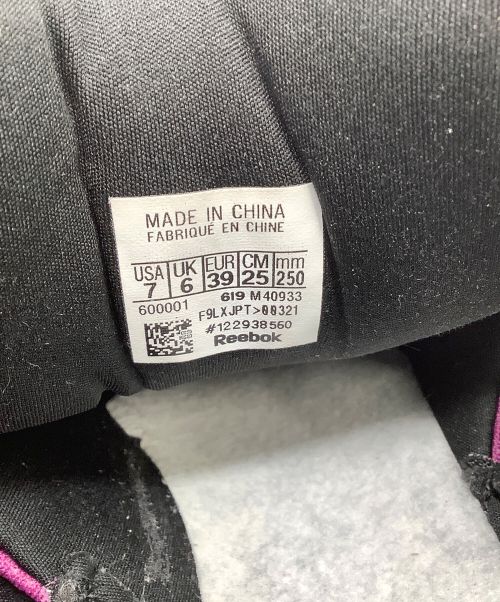 MADE IN CHINA
FABRIQUÉ EN CHINE
USA UK EUR CM mm
7 6 39 25 250
600001 619 M40933
F9LXJPT>00321
#122938560
Reebok